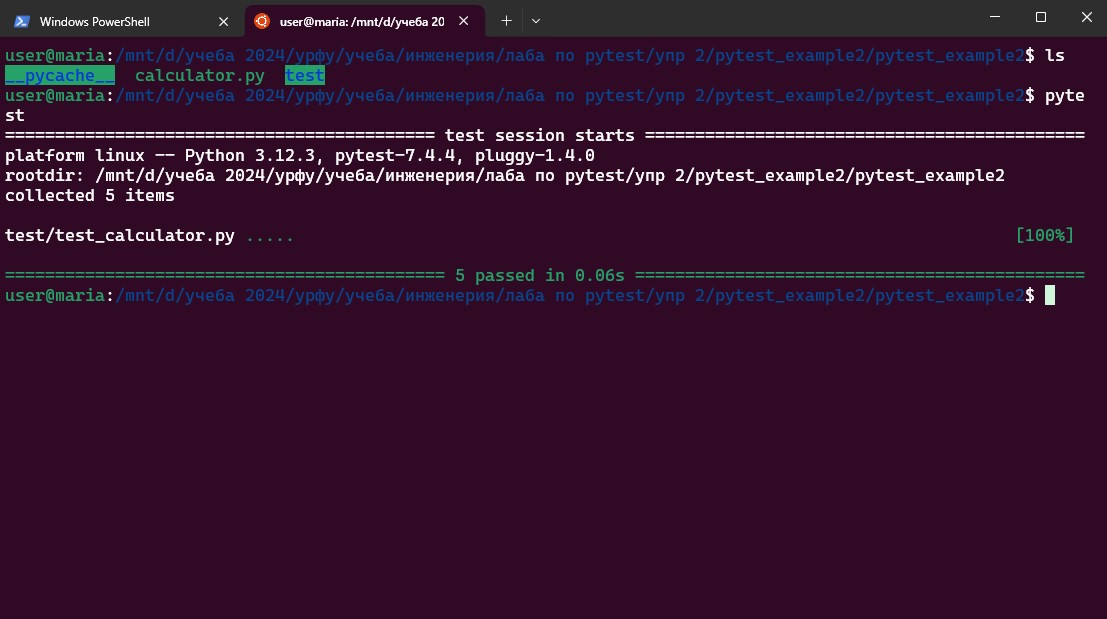 Windows PowerShell
user@maria: /mnt/d/учеба 20
user@maria:/mnt/d/учеба 2024/урфу/учеба/инженерия/лаба по pytest/упр 2/pytest_example2/pytest_example2$ ls
__pycache__  calculator.py  test
user@maria:/mnt/d/учеба 2024/урфу/учеба/инженерия/лаба по pytest/упр 2/pytest_example2/pytest_example2$ pyte
st
=========================================== test session starts ============================================
platform linux -- Python 3.12.3, pytest-7.4.4, pluggy-1.4.0
rootdir: /mnt/d/учеба 2024/урфу/учеба/инженерия/лаба по pytest/упр 2/pytest_example2/pytest_example2
collected 5 items
test/test_calculator.py ..... [100%]
============================================ 5 passed in 0.06s =============================================
user@maria:/mnt/d/учеба 2024/урфу/учеба/инженерия/лаба по pytest/упр 2/pytest_example2/pytest_example2$